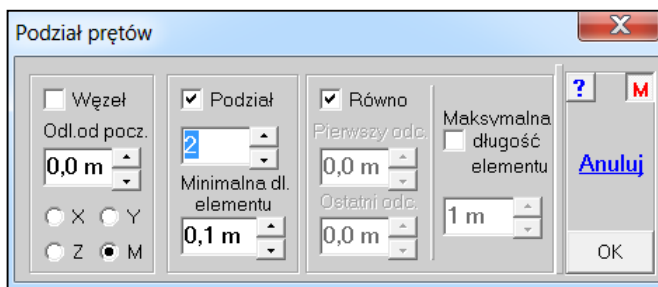 Podział prętów
X
Węzeł
Odl.od pocz.
0,0 m
X Y
Z M
Podział
2
Minimalna dł.
elementu
0,1 m
Równo
Pierwszy odc.
0,0 m
Ostatni odc.
0,0 m
Maksymalna
długość
elementu
1 m
? M
Anuluj
OK